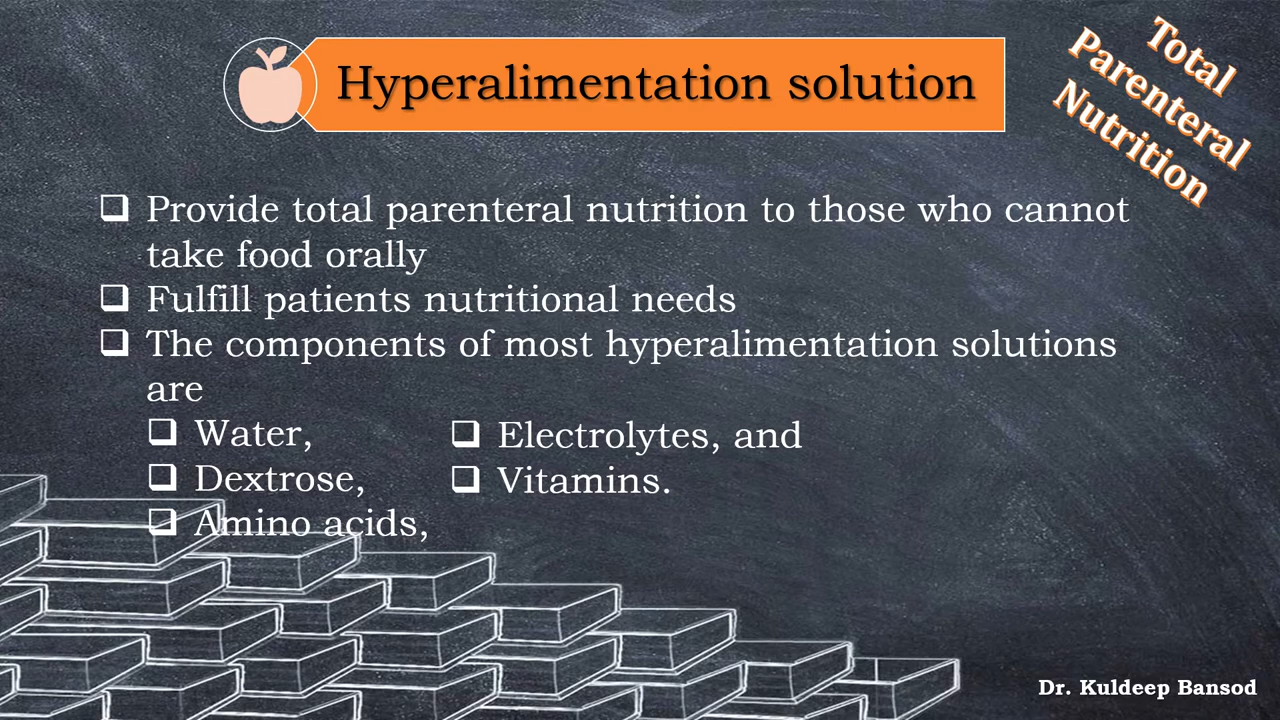 Hyperalimentation solution
Total
Parenteral
Nutrition
❑ Provide total parenteral nutrition to those who cannot
take food orally
❑ Fulfill patients nutritional needs
❑ The components of most hyperalimentation solutions
are
❑ Water,
❑ Dextrose,
❑ Amino acids,
❑ Electrolytes, and
❑ Vitamins.
Dr. Kuldeep Bansod